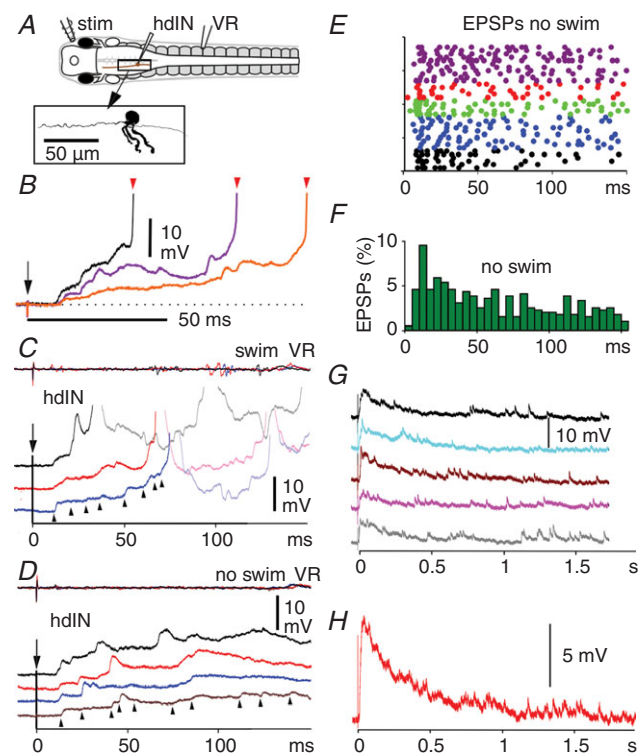 A
stim
hdIN
VR
50 µm
B
10
mV
50 ms
C
swim VR
hdIN
10
mV
0 50 100 ms
D
no swim VR
10
mV
hdIN
0 50 100 ms
E
EPSPs no swim
0 50 100 ms
F
EPSPs (%)
10
5
0
no swim
0 50 100 ms
G
10 mV
0 0.5 1 1.5 s
H
5 mV
0 0.5 1 1.5 s